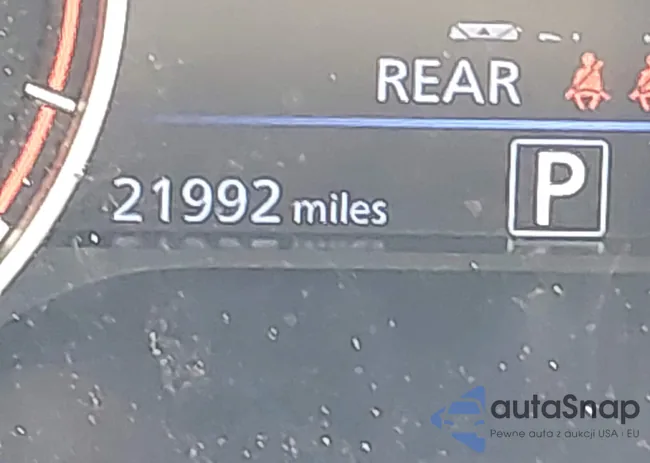 REAR
21992 miles
P
autaSnap
Pewne auta z aukcji USA i EU